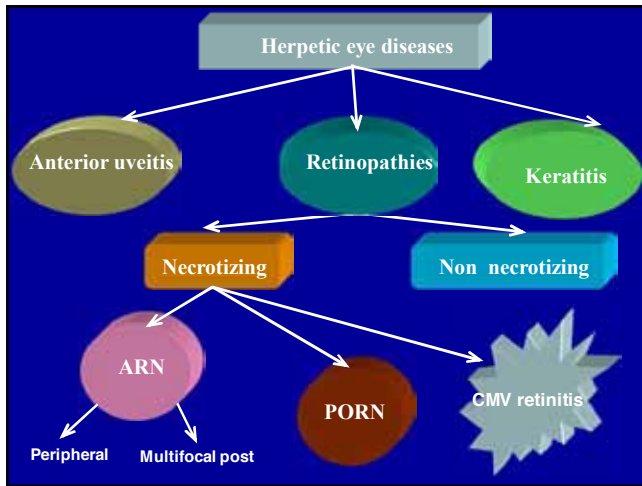 Herpetic eye diseases
Anterior uveitis
Retinopathies
Keratitis
Necrotizing
Non necrotizing
ARN
PORN
CMV retinitis
Peripheral
Multifocal post